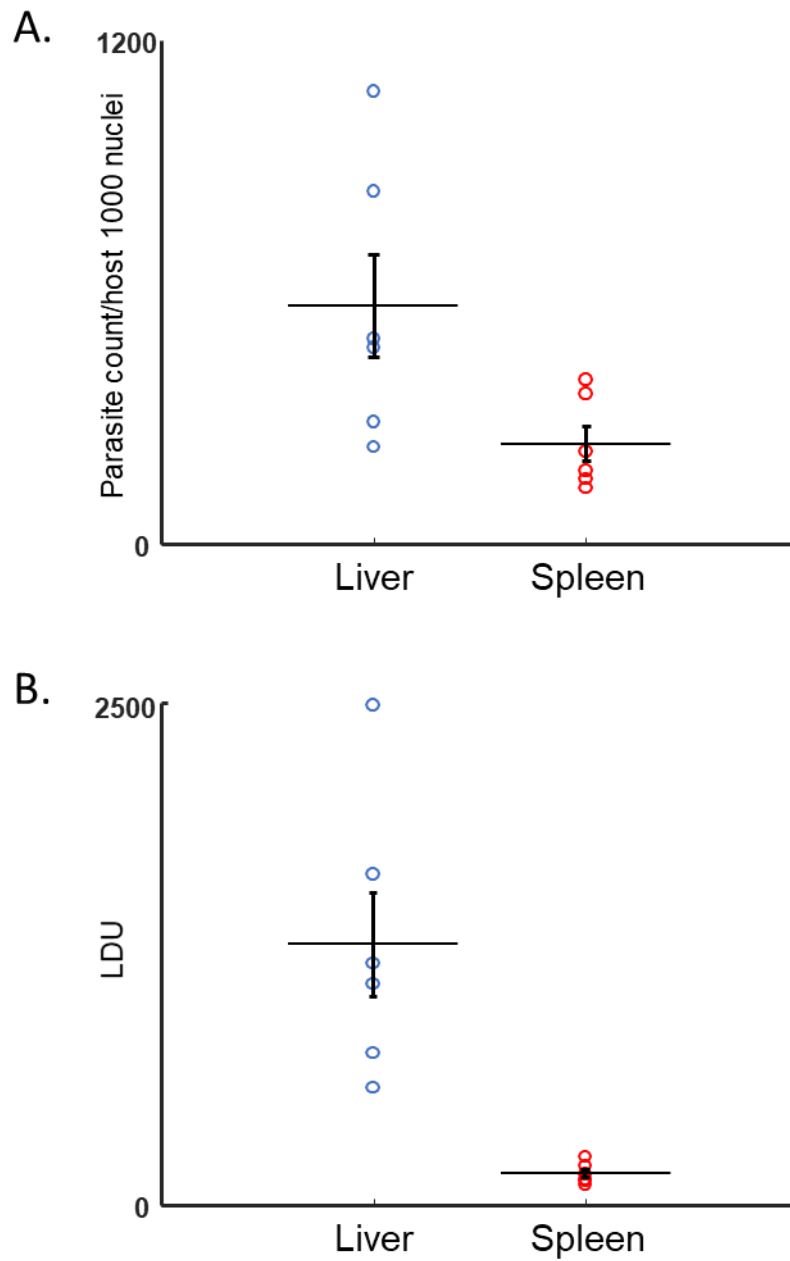 A.
1200
Parasite count/host 1000 nuclei
0
Liver Spleen
B.
2500
LDU
0
Liver Spleen